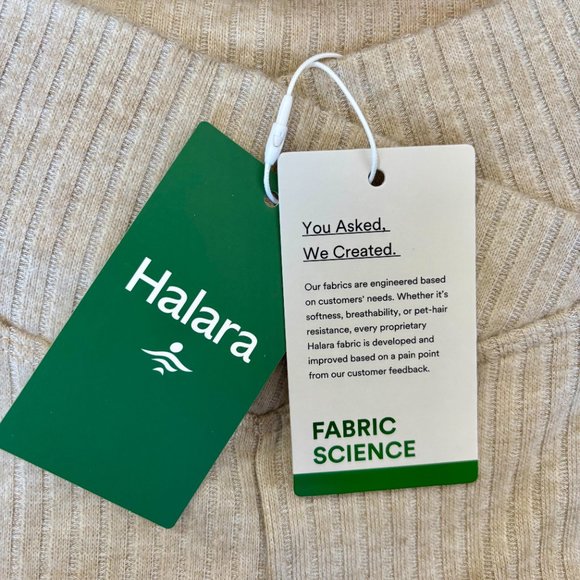 Halara
You Asked,
We Created.
Our fabrics are engineered based
on customers' needs. Whether it's
softness, breathability, or pet-hair
resistance, every proprietary
Halara fabric is developed and
improved based on a pain point
from our customer feedback.
FABRIC
SCIENCE